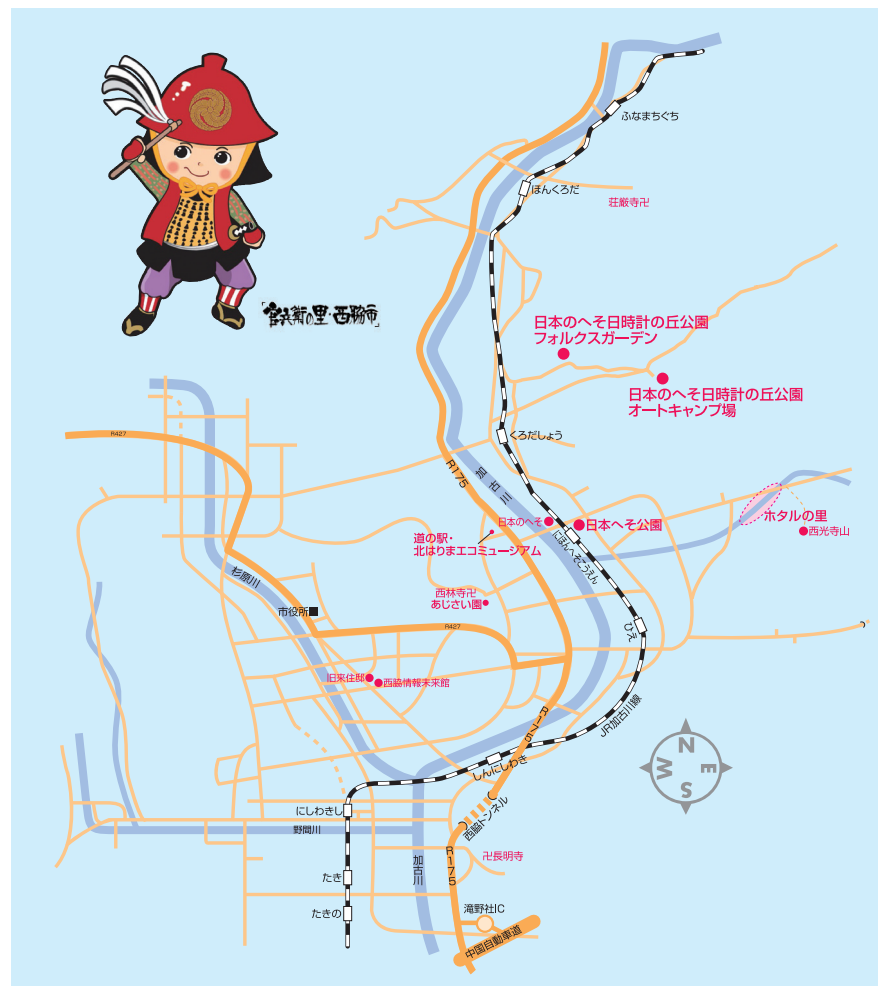 ふなまちぐち
ほんくろだ
荘厳寺卍
「官兵衛の里・西脇市」
日本のへそ日時計の丘公園
フォルクスガーデン
日本のへそ日時計の丘公園
オートキャンプ場
R427
くろだしょう
R175
加古川
日本のへそ
日本へそ公園
ホタルの里
西光寺山
道の駅・
北はりまエコミュージアム
にほんへそこうえん
杉原川
西林寺卍
あじさい園
市役所
R427
ひえ
旧来住邸
西脇情報未来館
R175
JR加古川線
N
W
E
S
しんにしわき
にしわきし
西脇トンネル
野間川
R175
卍長明寺
加古川
たき
たきの
滝野社IC
中国自動車道